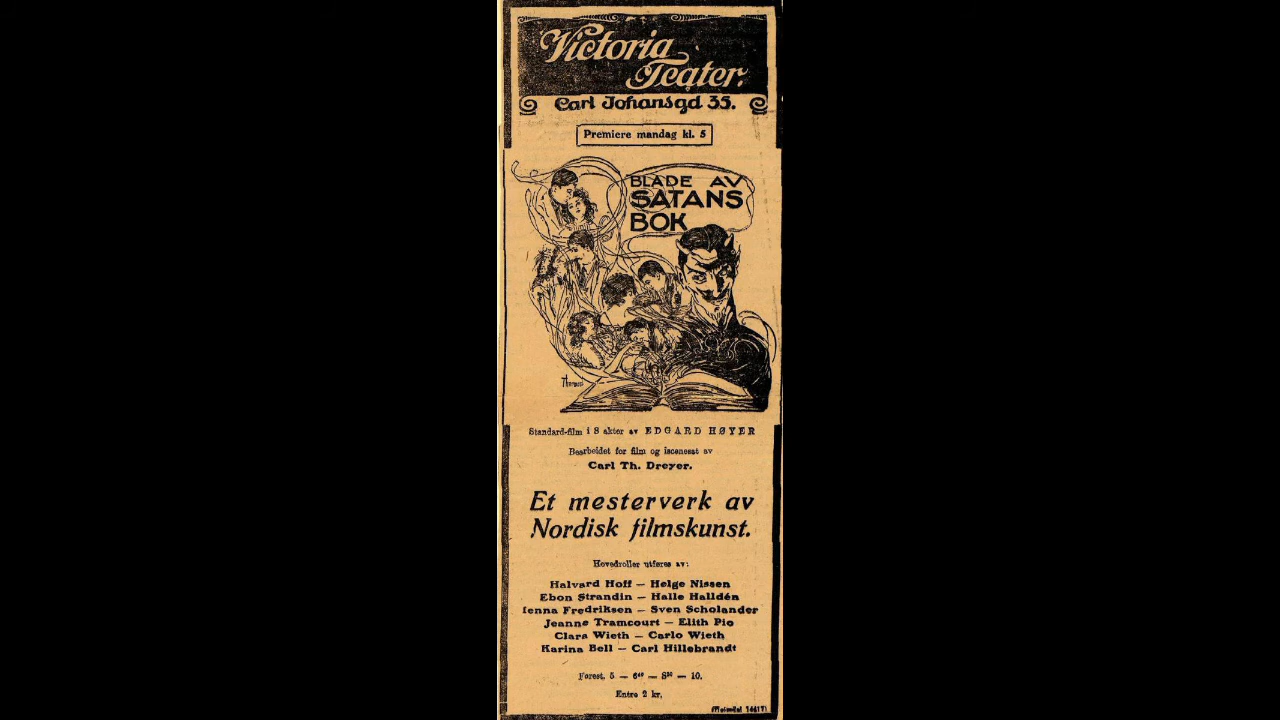 Victoria
Teater.
Carl Johansgd 35.
Premiere mandag kl. 5
BLADE AV
SATANS
BOK
Standard-film i 8 akter av EDGARD HØYER
Bearbeidet for film og iscenesat av
Carl Th. Dreyer.
Et mesterverk av
Nordisk filmskunst.
Hovedroller utføres av:
Halvard Hoff — Helge Nissen
Ebon Strandin — Halle Halldén
Ienna Fredriksen — Sven Scholander
Jeanne Tramcourt — Elith Pio
Clara Wieth — Carlo Wieth
Karina Bell — Carl Hillebrandt
Forest. 5 — 6⁴⁰ — 8²⁰ — 10.
Entre 2 kr.